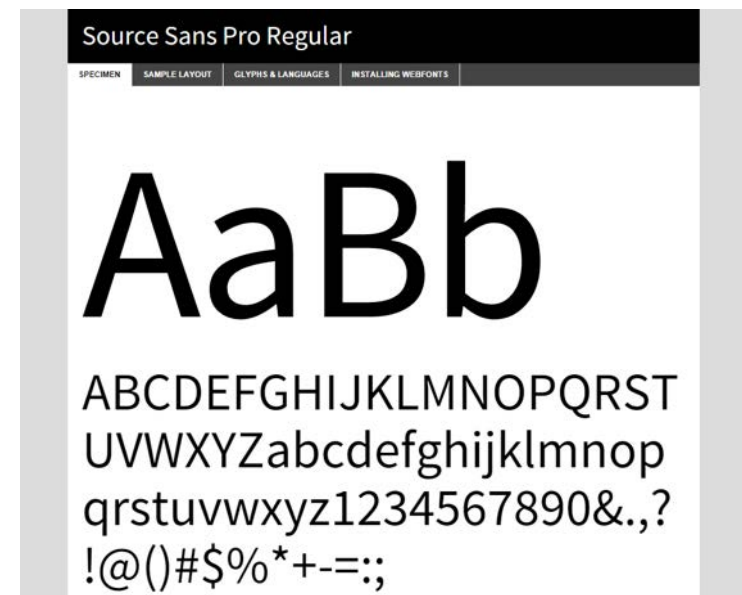 Source Sans Pro Regular
SPECIMEN SAMPLE LAYOUT GLYPHS & LANGUAGES INSTALLING WEBFONTS
AaBb
ABCDEFGHIJKLMNOPQRST
UVWXYZabcdefghijklmnop
qrstuvwxyz1234567890&.,?
!@()#$%*+-=:;